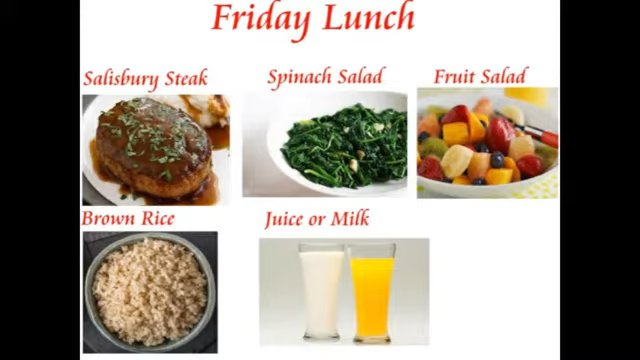 Friday Lunch
Salisbury Steak
Spinach Salad
Fruit Salad
Brown Rice
Juice or Milk